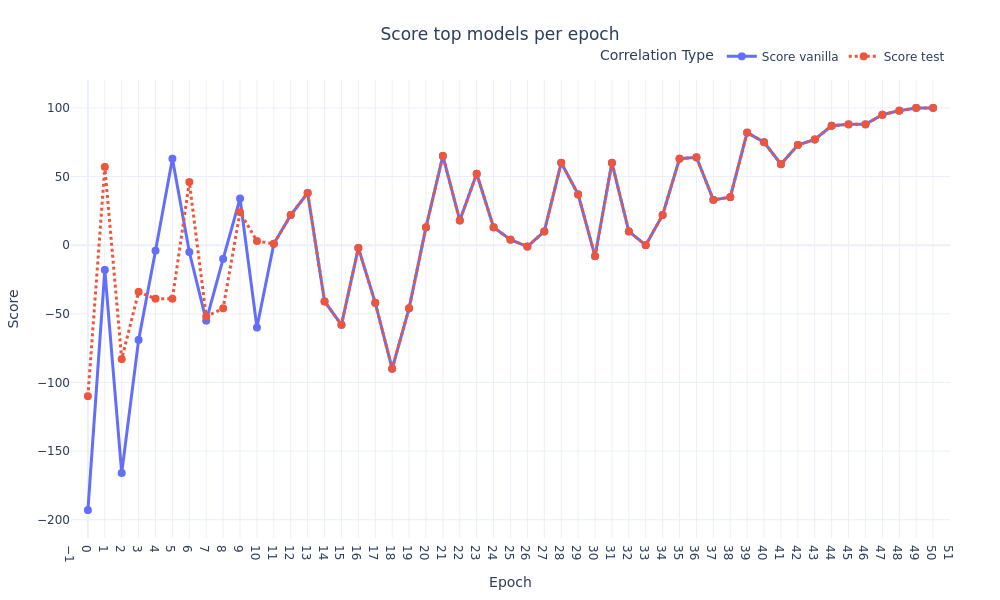 Score top models per epoch
Correlation Type
Score vanilla
Score test
100
50
0
−50
−100
−150
−200
Score
−1 0 1 2 3 4 5 6 7 8 9 10 11 12 13 14 15 16 17 18 19 20 21 22 23 24 25 26 27 28 29 30 31 32 33 34 35 36 37 38 39 40 41 42 43 44 45 46 47 48 49 50 51
Epoch